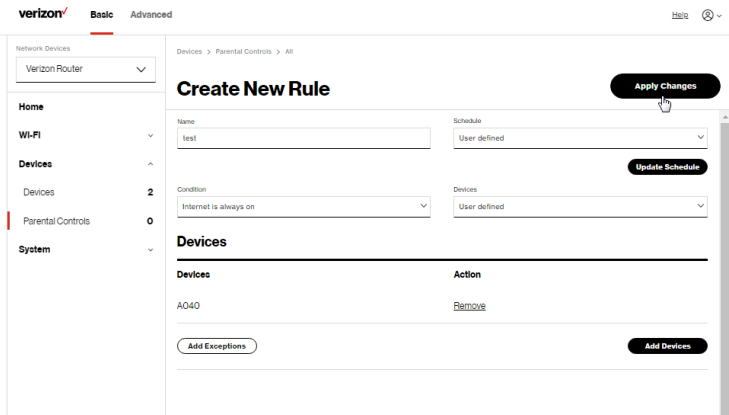 verizon Basic Advanced Help
Network Devices
Verizon Router
Home
Wi-Fi
Devices
Devices 2
Parental Controls 0
System
Devices > Parental Controls > All
Create New Rule
Apply Changes
Name
test
Schedule
User defined
Update Schedule
Condition
Internet is always on
Devices
User defined
Devices
Devices Action
A040 Remove
Add Exceptions Add Devices